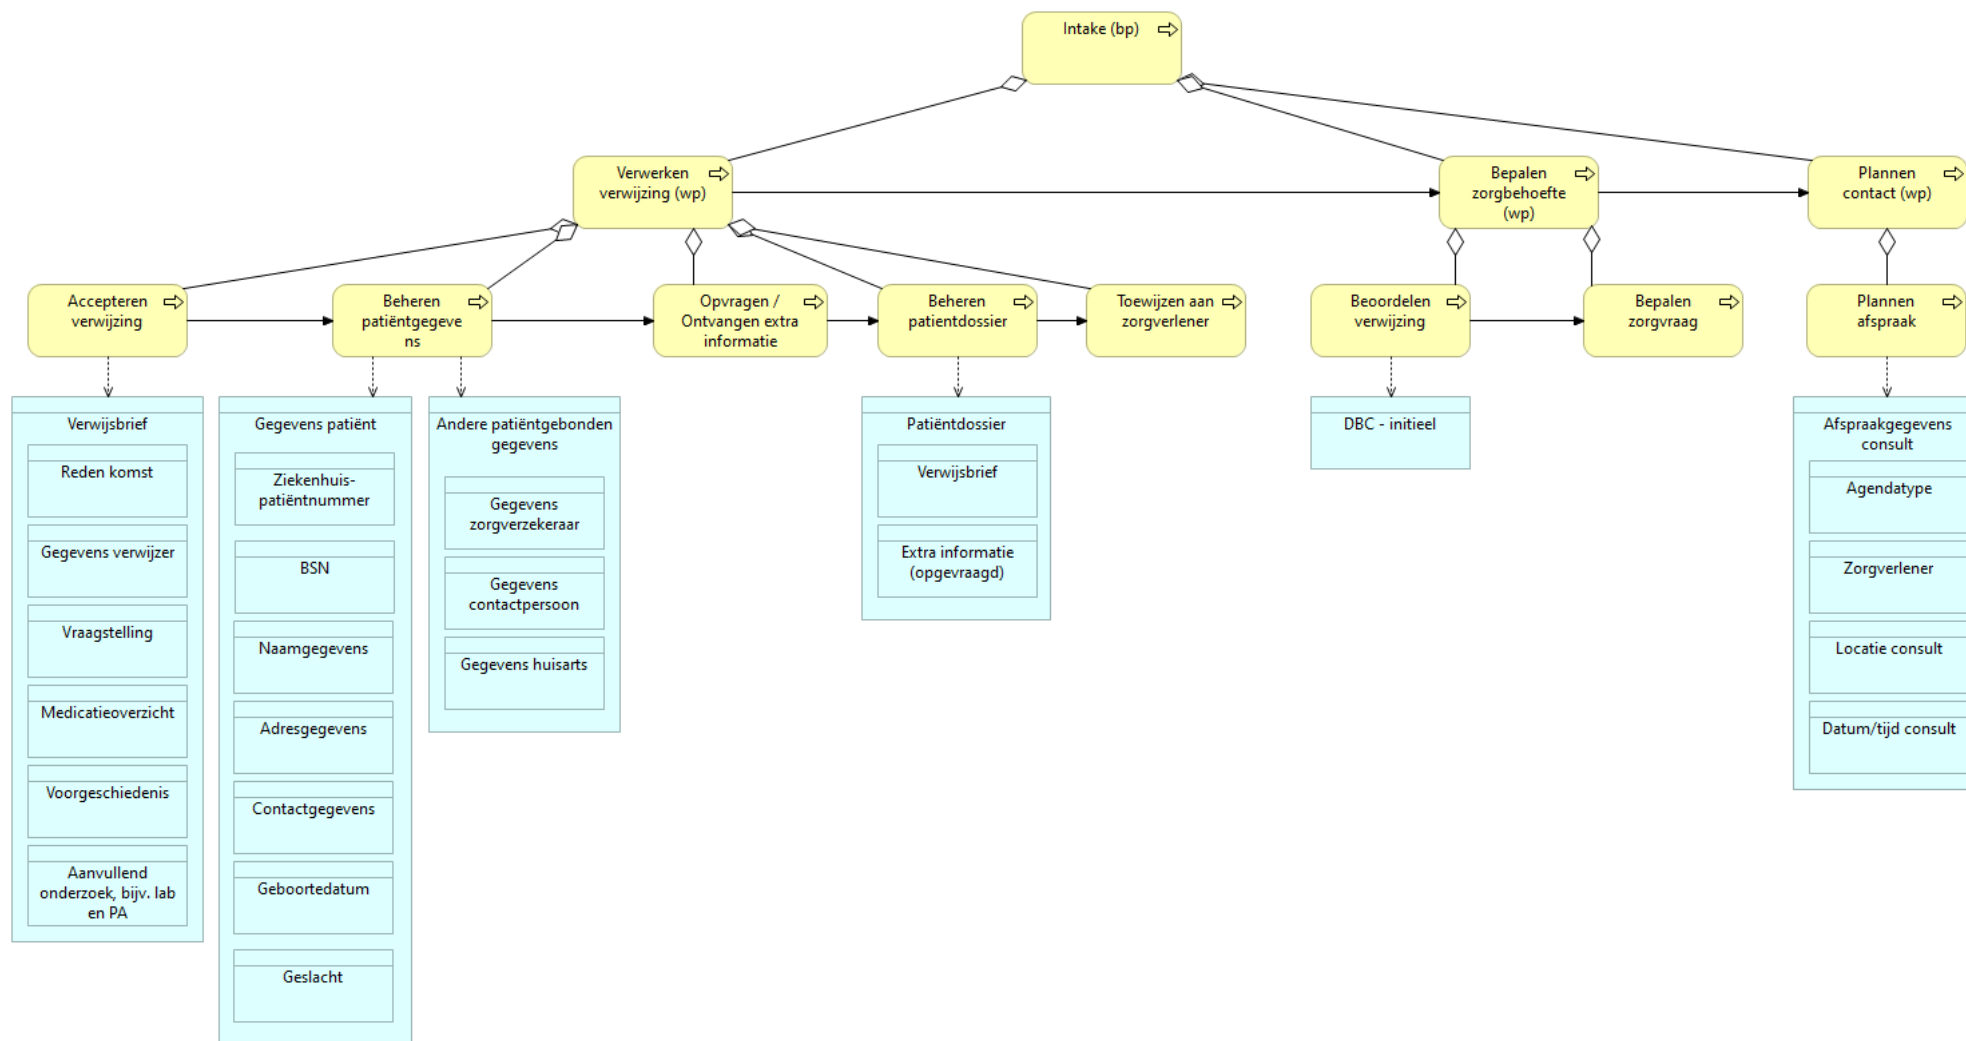 Intake (bp)
Verwerken
verwijzing (wp)
Bepalen
zorgbehoefte
(wp)
Plannen
contact (wp)
Accepteren
verwijzing
Beheren
patiëntgegeve
ns
Opvragen /
Ontvangen extra
informatie
Beheren
patientdossier
Toewijzen aan
zorgverlener
Beoordelen
verwijzing
Bepalen
zorgvraag
Plannen
afspraak
Verwijsbrief
Reden komst
Gegevens verwijzer
Vraagstelling
Medicatieoverzicht
Voorgeschiedenis
Aanvullend
onderzoek, bijv. lab
en PA
Gegevens patiënt
Ziekenhuis-
patiëntnummer
BSN
Naamgegevens
Adresgegevens
Contactgegevens
Geboortedatum
Geslacht
Andere patiëntgebonden
gegevens
Gegevens
zorgverzekeraar
Gegevens
contactpersoon
Gegevens huisarts
Patiëntdossier
Verwijsbrief
Extra informatie
(opgevraagd)
DBC - initieel
Afspraakgegevens
consult
Agendatype
Zorgverlener
Locatie consult
Datum/tijd consult